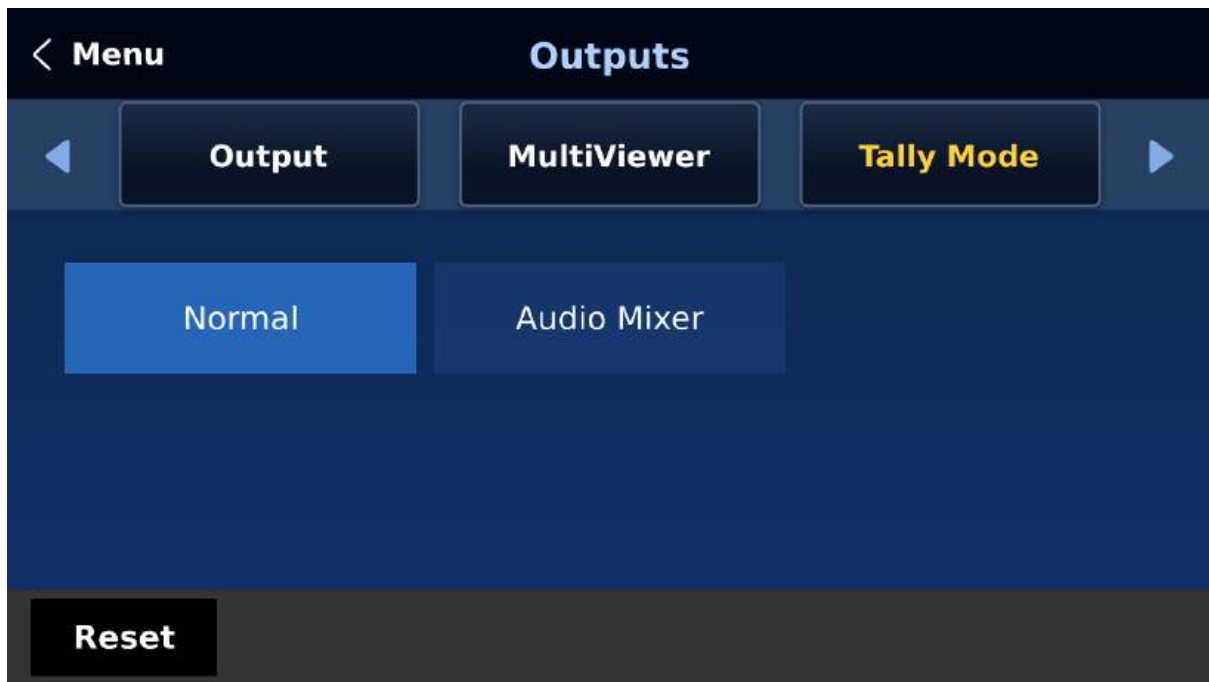 Menu
Outputs
Output
MultiViewer
Tally Mode
Normal
Audio Mixer
Reset